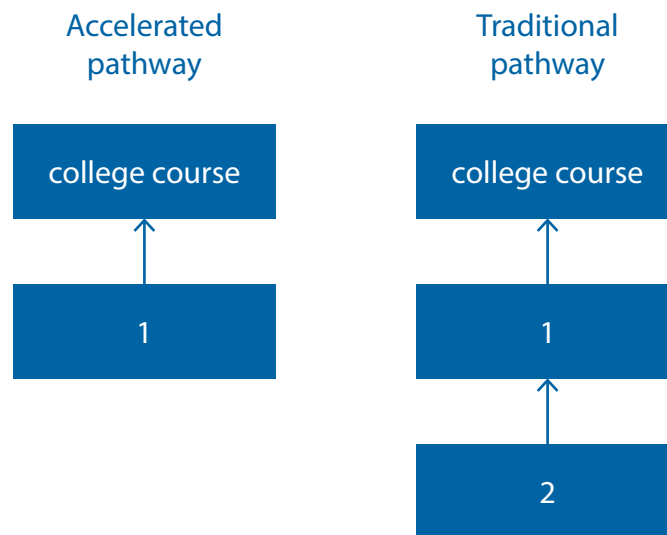 Accelerated
pathway
Traditional
pathway
college course
college course
1
1
2